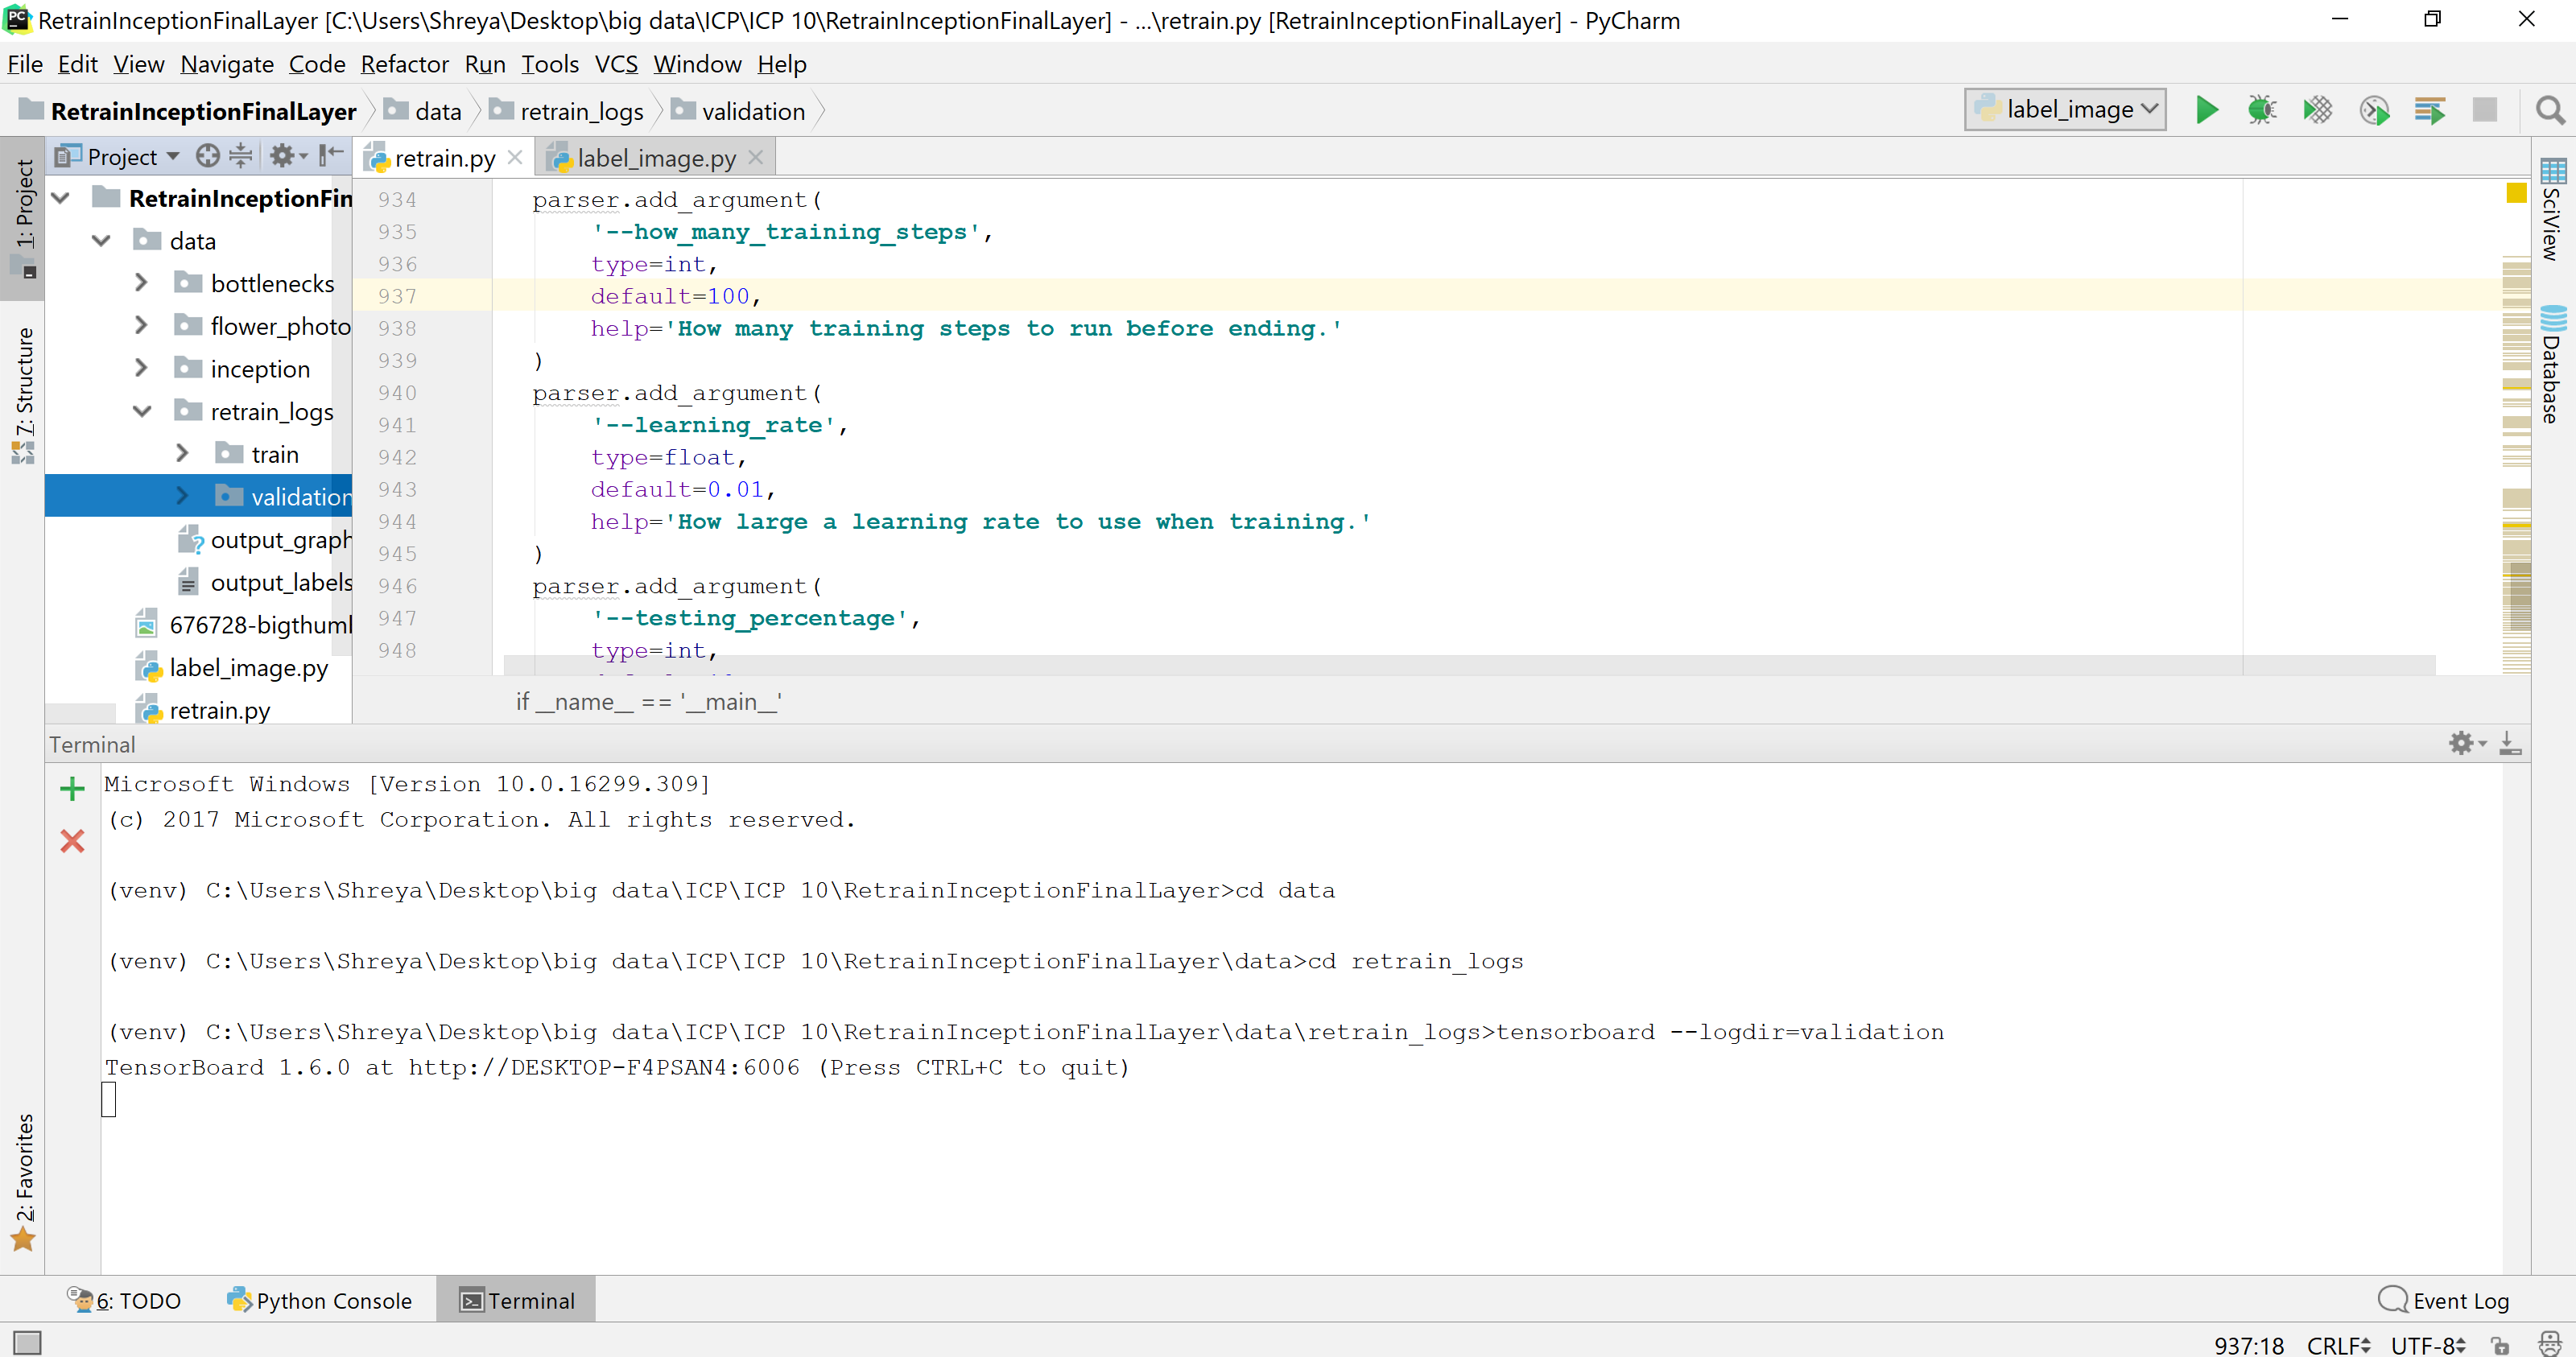 RetrainInceptionFinalLayer [C:\Users\Shreya\Desktop\big data\ICP\ICP 10\RetrainInceptionFinalLayer] - ...\retrain.py [RetrainInceptionFinalLayer] - PyCharm
File Edit View Navigate Code Refactor Run Tools VCS Window Help
RetrainInceptionFinalLayer data retrain_logs validation label_image
1: Project
7: Structure
2: Favorites
Project
RetrainInceptionFin
data
bottlenecks
flower_photo
inception
retrain_logs
train
validation
output_graph
output_labels
676728-bigthuml
label_image.py
retrain.py
retrain.py label_image.py
934 parser.add_argument(
935 '--how_many_training_steps',
936 type=int,
937 default=100,
938 help='How many training steps to run before ending.'
939 )
940 parser.add_argument(
941 '--learning_rate',
942 type=float,
943 default=0.01,
944 help='How large a learning rate to use when training.'
945 )
946 parser.add_argument(
947 '--testing_percentage',
948 type=int,
if __name__ == '__main__'
SciView
Database
Terminal
Microsoft Windows [Version 10.0.16299.309]
(c) 2017 Microsoft Corporation. All rights reserved.
(venv) C:\Users\Shreya\Desktop\big data\ICP\ICP 10\RetrainInceptionFinalLayer>cd data
(venv) C:\Users\Shreya\Desktop\big data\ICP\ICP 10\RetrainInceptionFinalLayer\data>cd retrain_logs
(venv) C:\Users\Shreya\Desktop\big data\ICP\ICP 10\RetrainInceptionFinalLayer\data\retrain_logs>tensorboard --logdir=validation
TensorBoard 1.6.0 at http://DESKTOP-F4PSAN4:6006 (Press CTRL+C to quit)
6: TODO Python Console Terminal Event Log
937:18 CRLF UTF-8